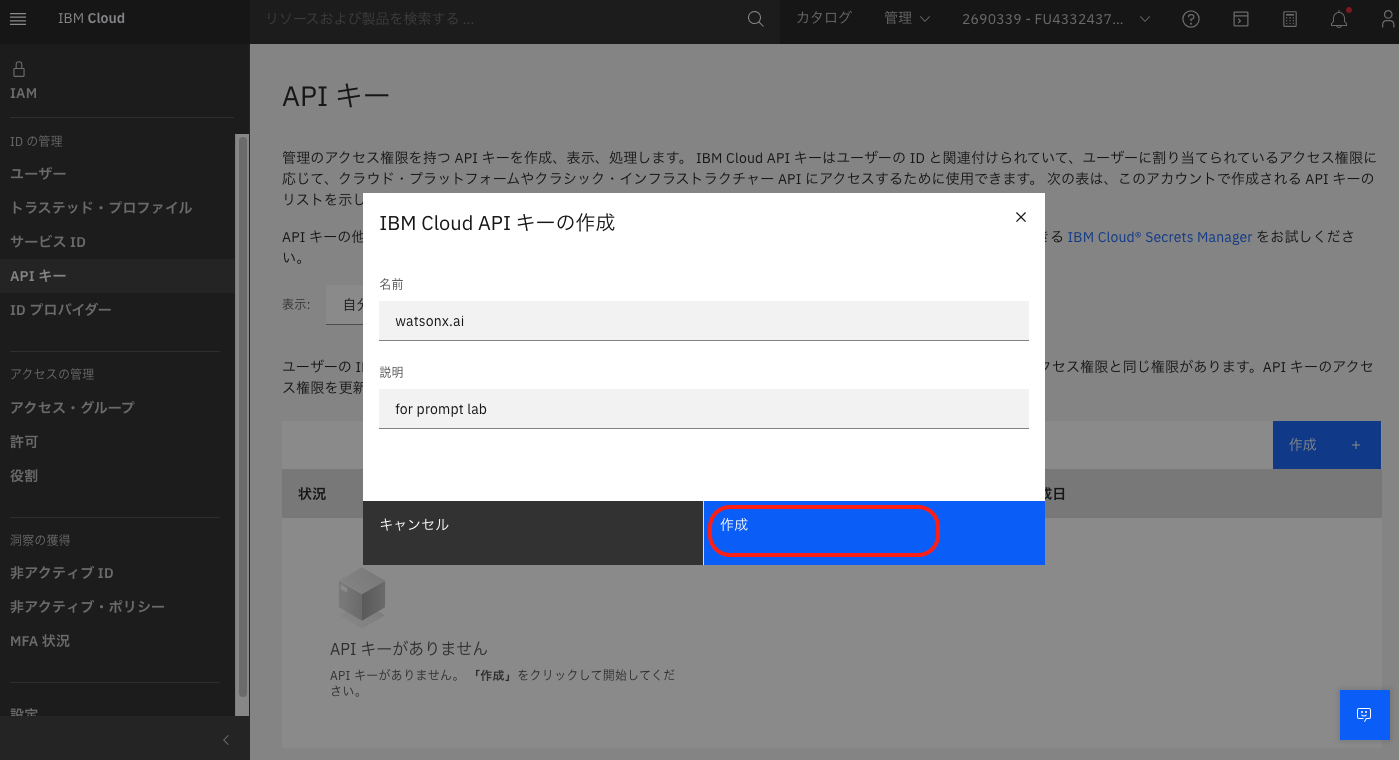 IBM Cloud
リソースおよび製品を検索する ...
カタログ
管理
2690339 - FU4332437...
IAM
ID の管理
ユーザー
トラステッド・プロファイル
サービス ID
API キー
ID プロバイダー
アクセスの管理
アクセス・グループ
許可
役割
洞察の獲得
非アクティブ ID
非アクティブ・ポリシー
MFA 状況
設定
API キー
管理のアクセス権限を持つ API キーを作成、表示、処理します。 IBM Cloud API キーはユーザーの ID と関連付けられていて、ユーザーに割り当てられているアクセス権限に
応じて、クラウド・プラットフォームやクラシック・インフラストラクチャー API にアクセスするために使用できます。 次の表は、このアカウントで作成される API キーの
リストを示し
API キーの他
きる IBM Cloud® Secrets Manager をお試しくださ
い。
表示:
自分
ユーザーの I
クセス権限と同じ権限があります。API キーのアクセ
ス権限を更新
作成 +
状況
成日
IBM Cloud API キーの作成
名前
watsonx.ai
説明
for prompt lab
キャンセル
作成
API キーがありません
API キーがありません。 「作成」をクリックして開始してくだ
さい。